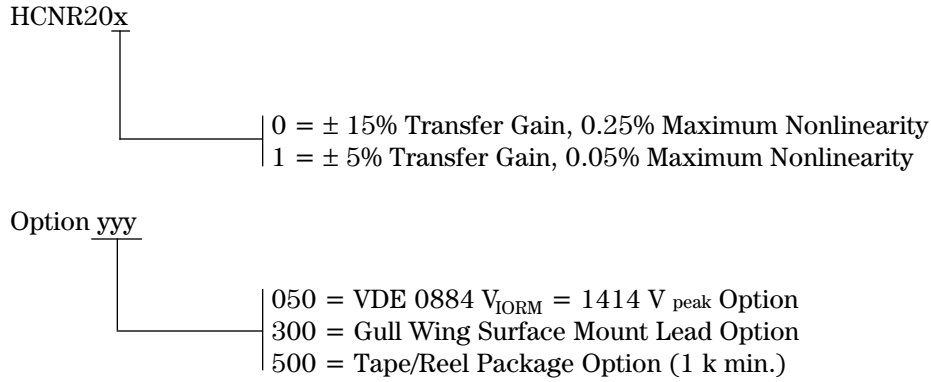 HCNR20x
0 = ± 15% Transfer Gain, 0.25% Maximum Nonlinearity
1 = ± 5% Transfer Gain, 0.05% Maximum Nonlinearity
Option yyy
050 = VDE 0884 VIORM = 1414 V peak Option
300 = Gull Wing Surface Mount Lead Option
500 = Tape/Reel Package Option (1 k min.)